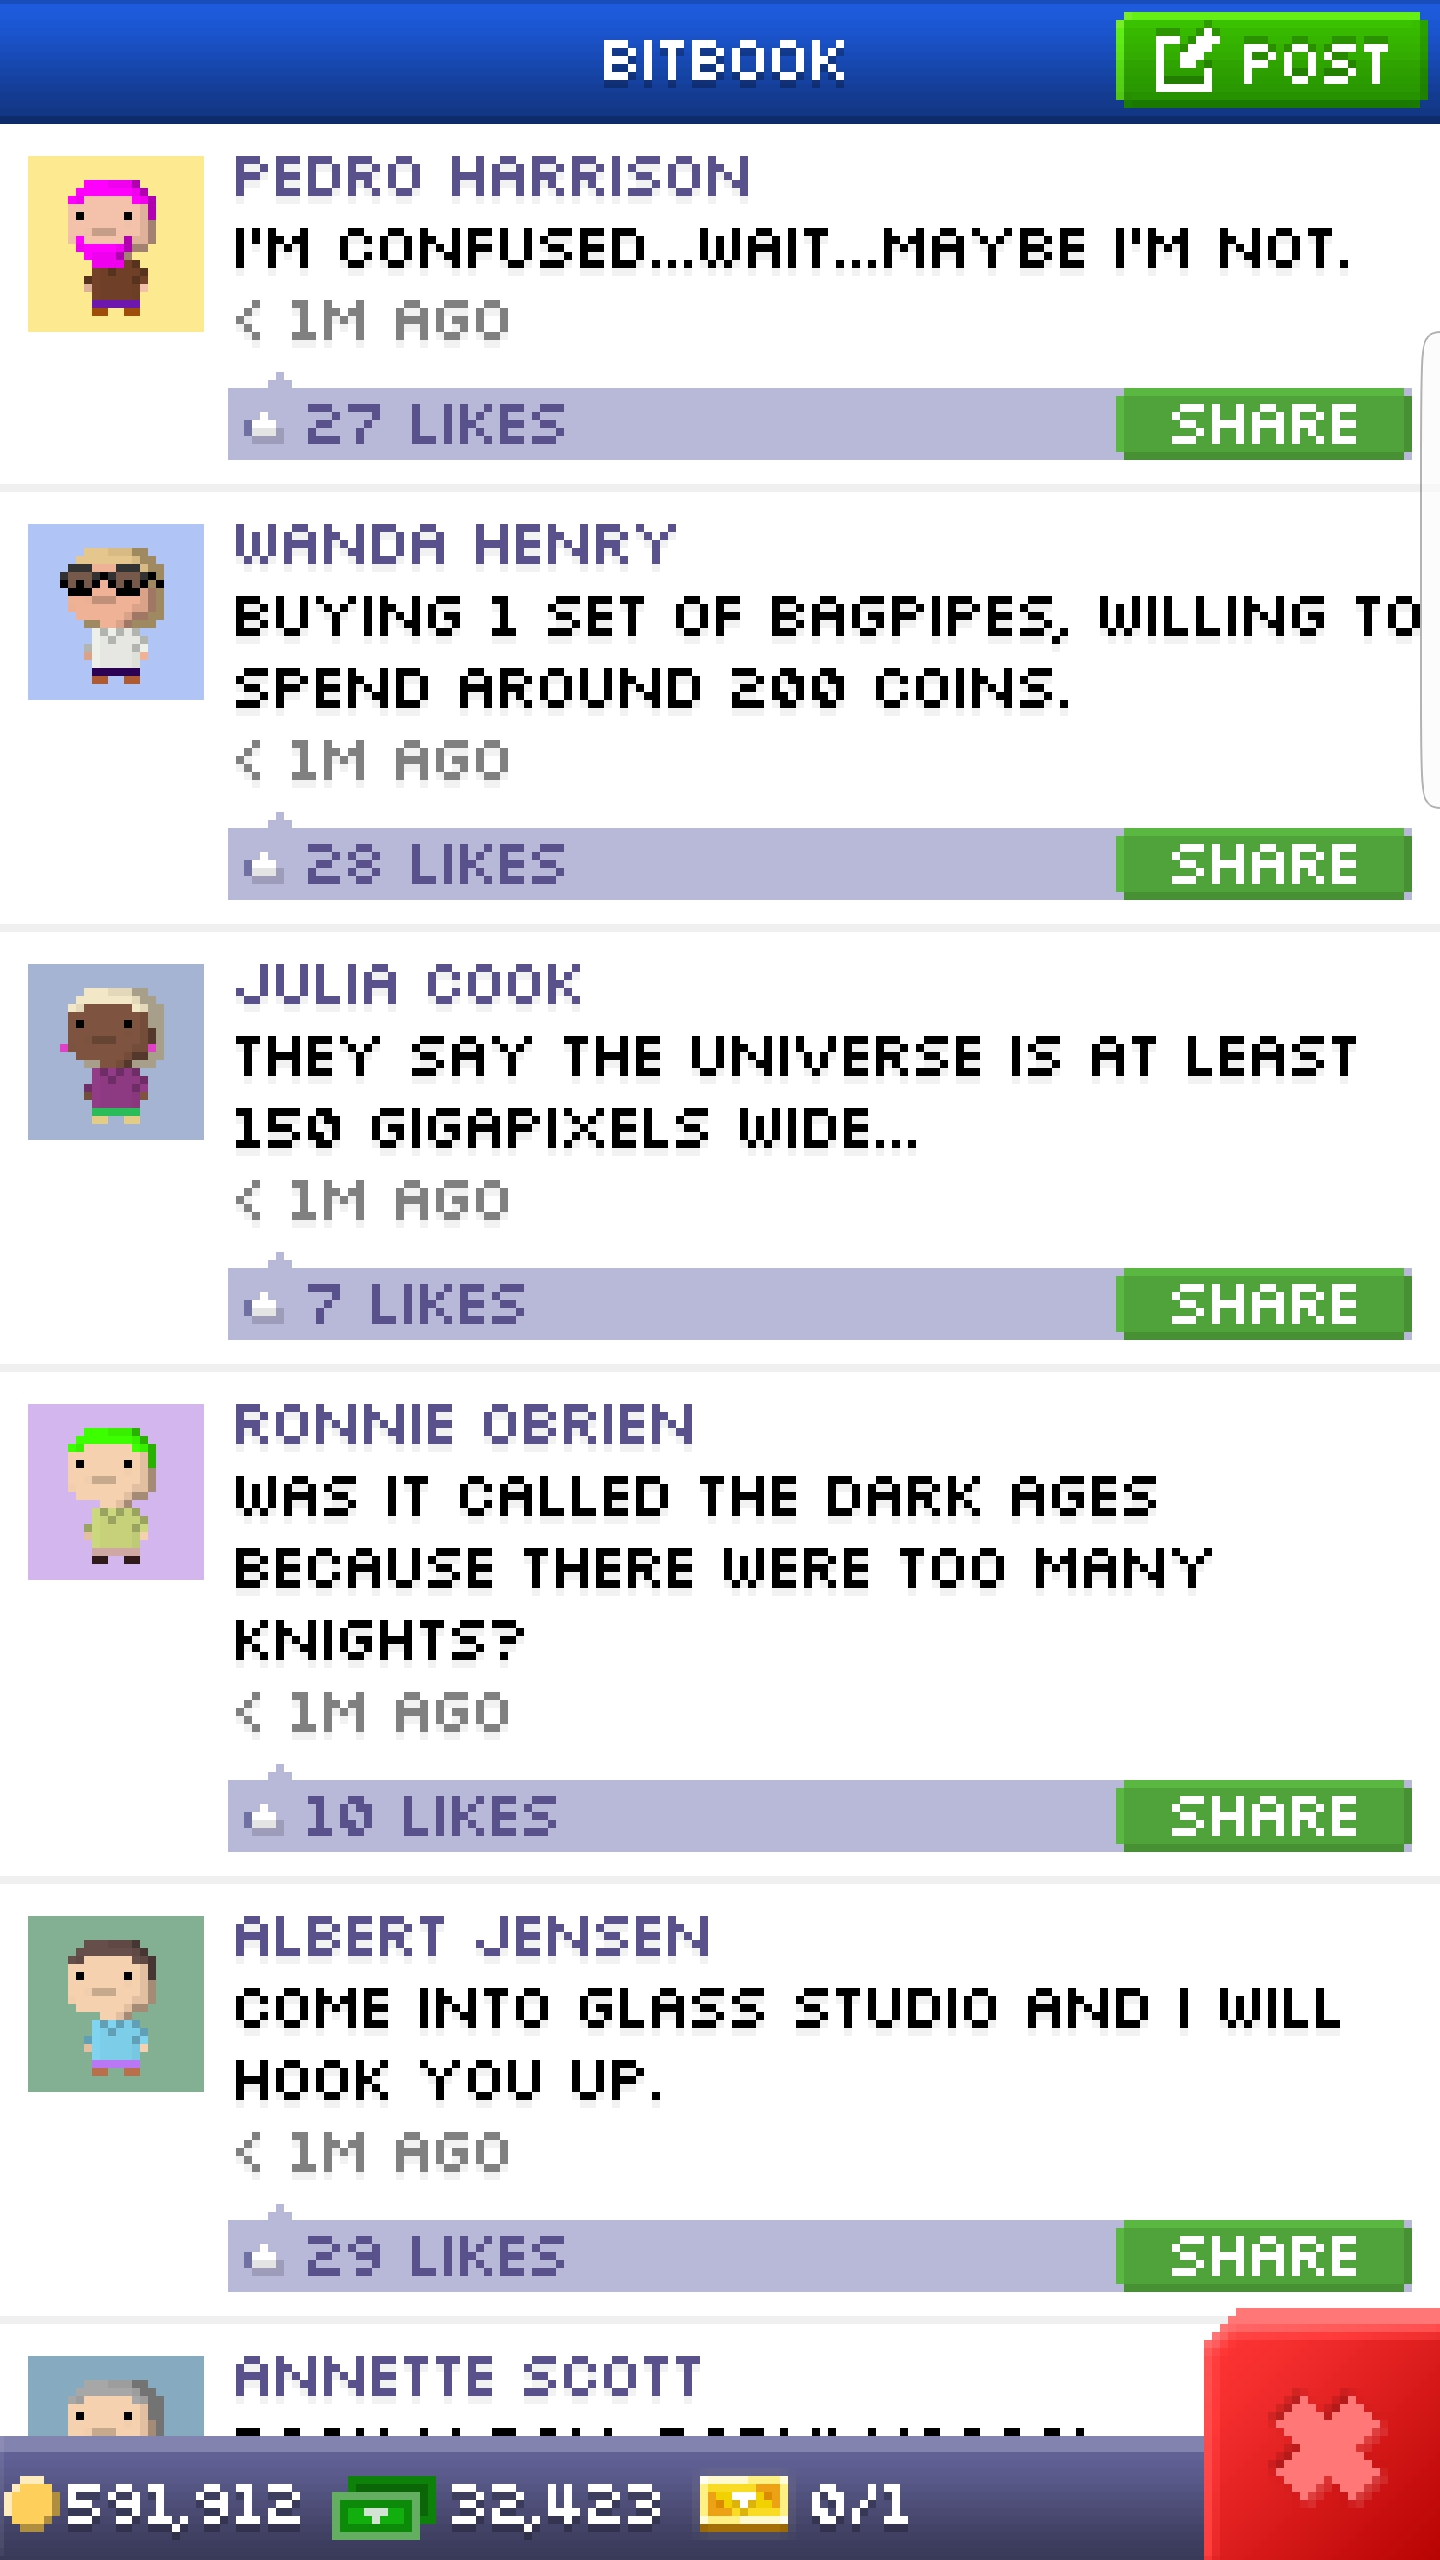 BITBOOK
POST
PEDRO HARRISON
I'M CONFUSED...WAIT...MAYBE I'M NOT.
< 1M AGO
27 LIKES
SHARE
WANDA HENRY
BUYING 1 SET OF BAGPIPES, WILLING TO
SPEND AROUND 200 COINS.
< 1M AGO
28 LIKES
SHARE
JULIA COOK
THEY SAY THE UNIVERSE IS AT LEAST
150 GIGAPIXELS WIDE...
< 1M AGO
7 LIKES
SHARE
RONNIE OBRIEN
WAS IT CALLED THE DARK AGES
BECAUSE THERE WERE TOO MANY
KNIGHTS?
< 1M AGO
10 LIKES
SHARE
ALBERT JENSEN
COME INTO GLASS STUDIO AND I WILL
HOOK YOU UP.
< 1M AGO
29 LIKES
SHARE
ANNETTE SCOTT
591,912
32,423
0/1